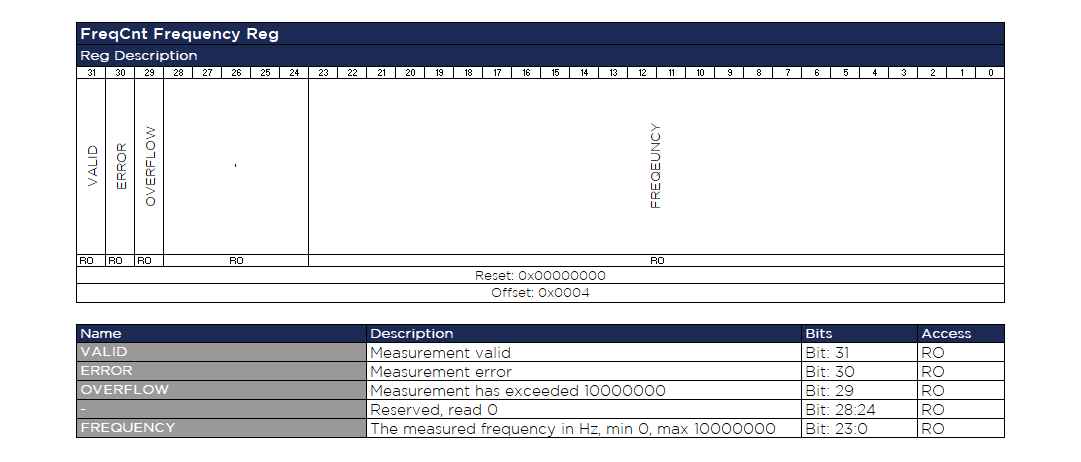 FreqCnt Frequency Reg
Reg Description
31 30 29 28 27 26 25 24 23 22 21 20 19 18 17 16 15 14 13 12 11 10 9 8 7 6 5 4 3 2 1 0
VALID ERROR OVERFLOW - FREQEUNCY
RO RO RO RO RO
Reset: 0x00000000
Offset: 0x0004
Name Description Bits Access
VALID Measurement valid Bit: 31 RO
ERROR Measurement error Bit: 30 RO
OVERFLOW Measurement has exceeded 10000000 Bit: 29 RO
- Reserved, read 0 Bit: 28:24 RO
FREQUENCY The measured frequency in Hz, min 0, max 10000000 Bit: 23:0 RO